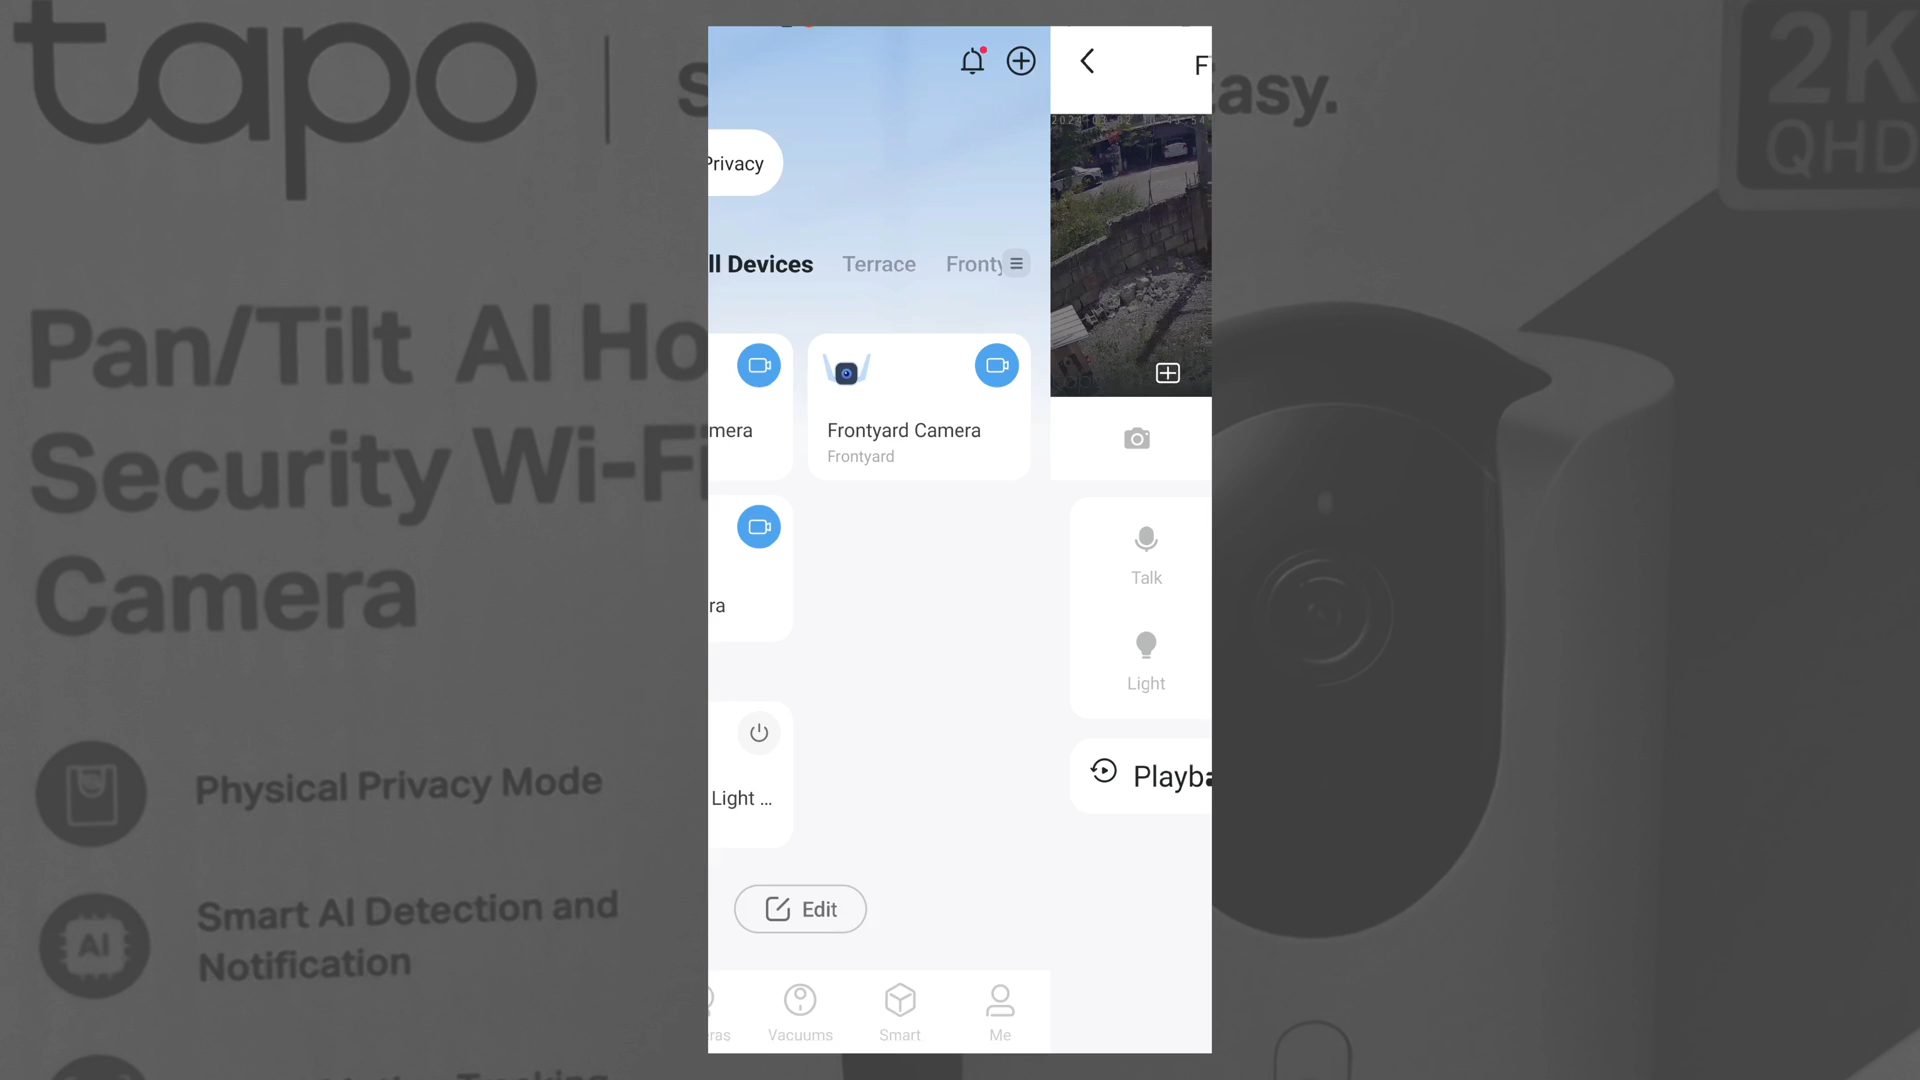 tapo
asy.
2K
QHD
Pan/Tilt AI Ho
Security Wi-Fi
Camera
Physical Privacy Mode
Smart AI Detection and
Notification
AI
Privacy
ll Devices Terrace Fronty
mera
Frontyard Camera
Frontyard
ra
Light ...
Edit
ras Vacuums Smart Me
F
Talk
Light
Playba